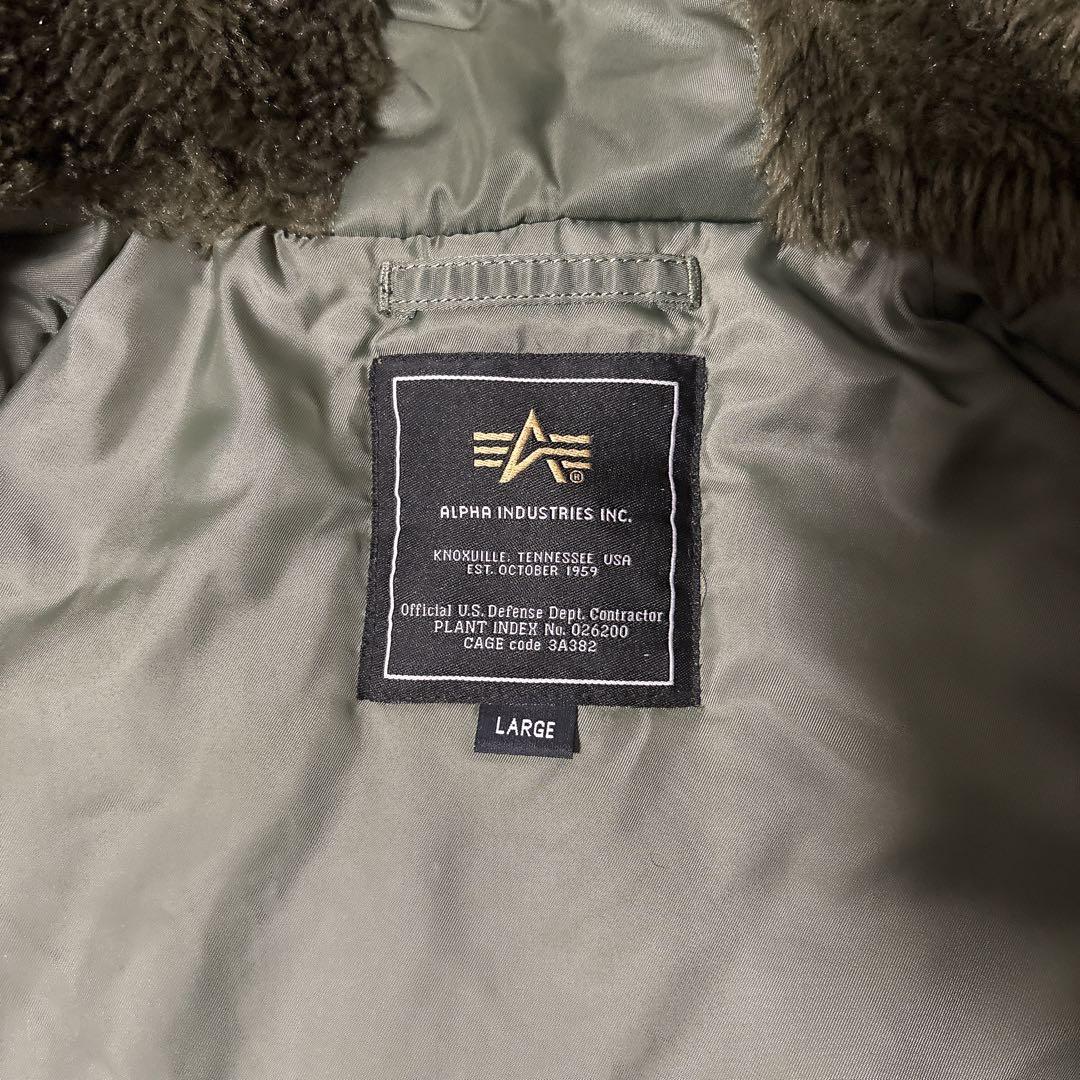 ALPHA INDUSTRIES INC.
KNOXVILLE, TENNESSEE, USA
EST. OCTOBER 1959
Official U.S. Defense Dept. Contractor
PLANT INDEX No. 026200
CAGE code 3A382
LARGE